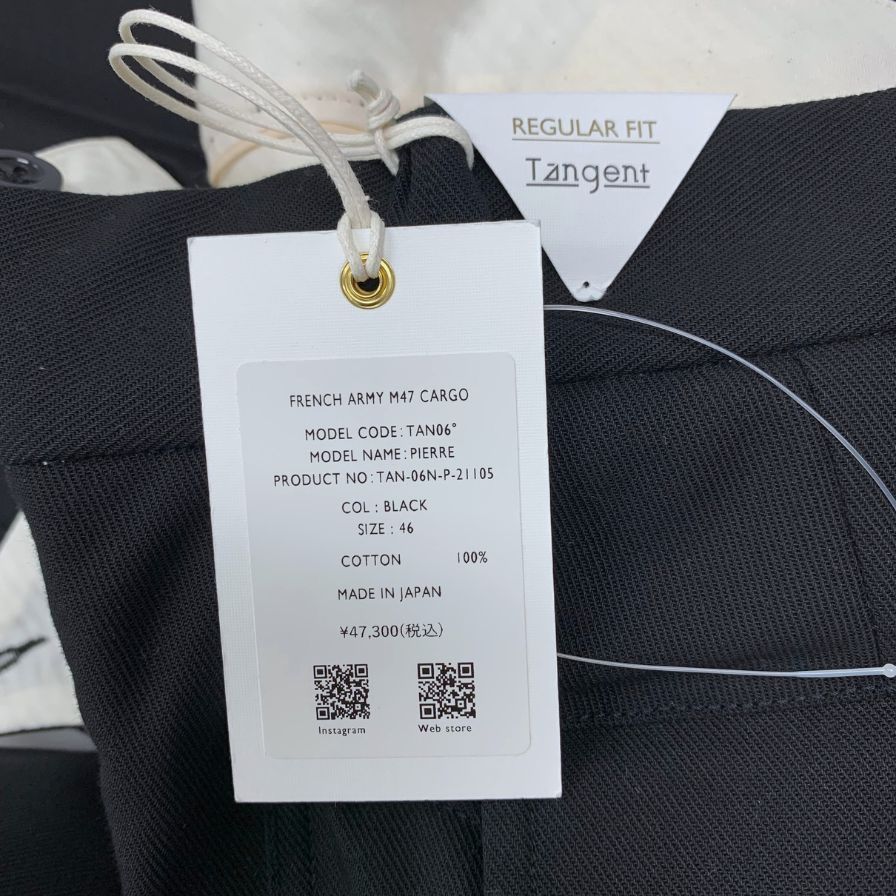 REGULAR FIT
Tangent
FRENCH ARMY M47 CARGO
MODEL CODE : TAN06°
MODEL NAME : PIERRE
PRODUCT NO : TAN-06N-P-21105
COL : BLACK
SIZE : 46
COTTON 100%
MADE IN JAPAN
¥47,300(税込)
Instagram Web store